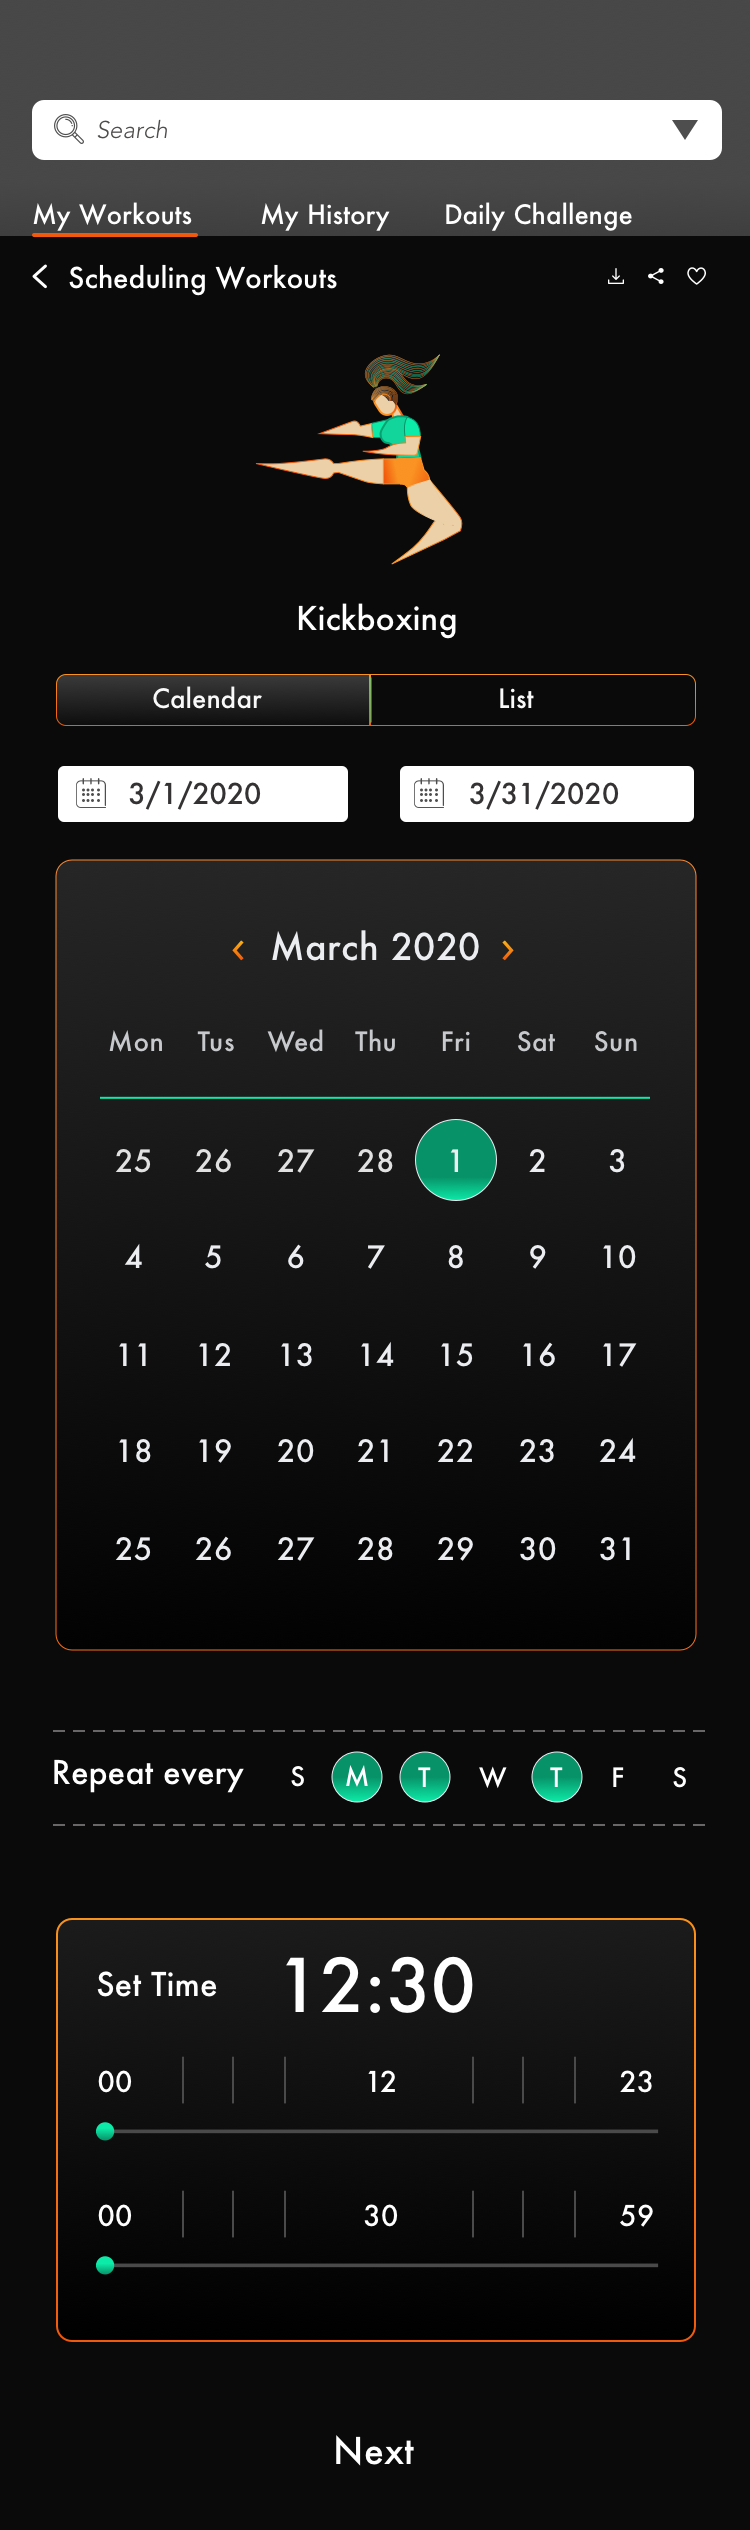 Search
My Workouts My History Daily Challenge
Scheduling Workouts
Kickboxing
Calendar List
3/1/2020 3/31/2020
March 2020
Mon Tus Wed Thu Fri Sat Sun
25 26 27 28 1 2 3
4 5 6 7 8 9 10
11 12 13 14 15 16 17
18 19 20 21 22 23 24
25 26 27 28 29 30 31
Repeat every S M T W T F S
Set Time 12:30
00 12 23
00 30 59
Next